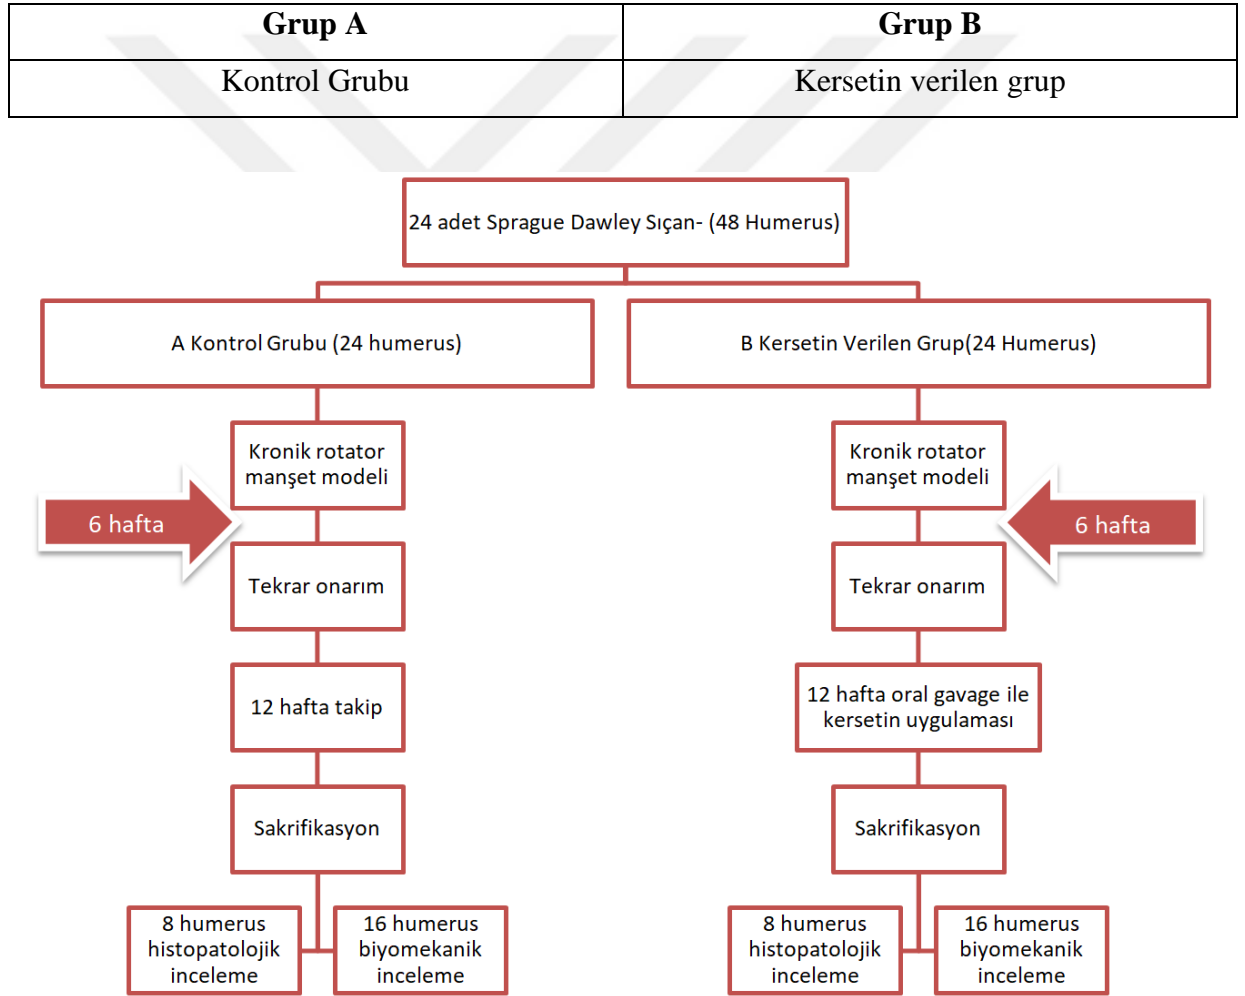 Grup A
Grup B
Kontrol Grubu
Kersetin verilen grup
24 adet Sprague Dawley Sıçan- (48 Humerus)
A Kontrol Grubu (24 humerus)
B Kersetin Verilen Grup(24 Humerus)
Kronik rotator
manşet modeli
Kronik rotator
manşet modeli
6 hafta
6 hafta
Tekrar onarım
Tekrar onarım
12 hafta takip
12 hafta oral gavage ile
kersetin uygulaması
Sakrifikasyon
Sakrifikasyon
8 humerus
histopatolojik
inceleme
16 humerus
biyomekanik
inceleme
8 humerus
histopatolojik
inceleme
16 humerus
biyomekanik
inceleme